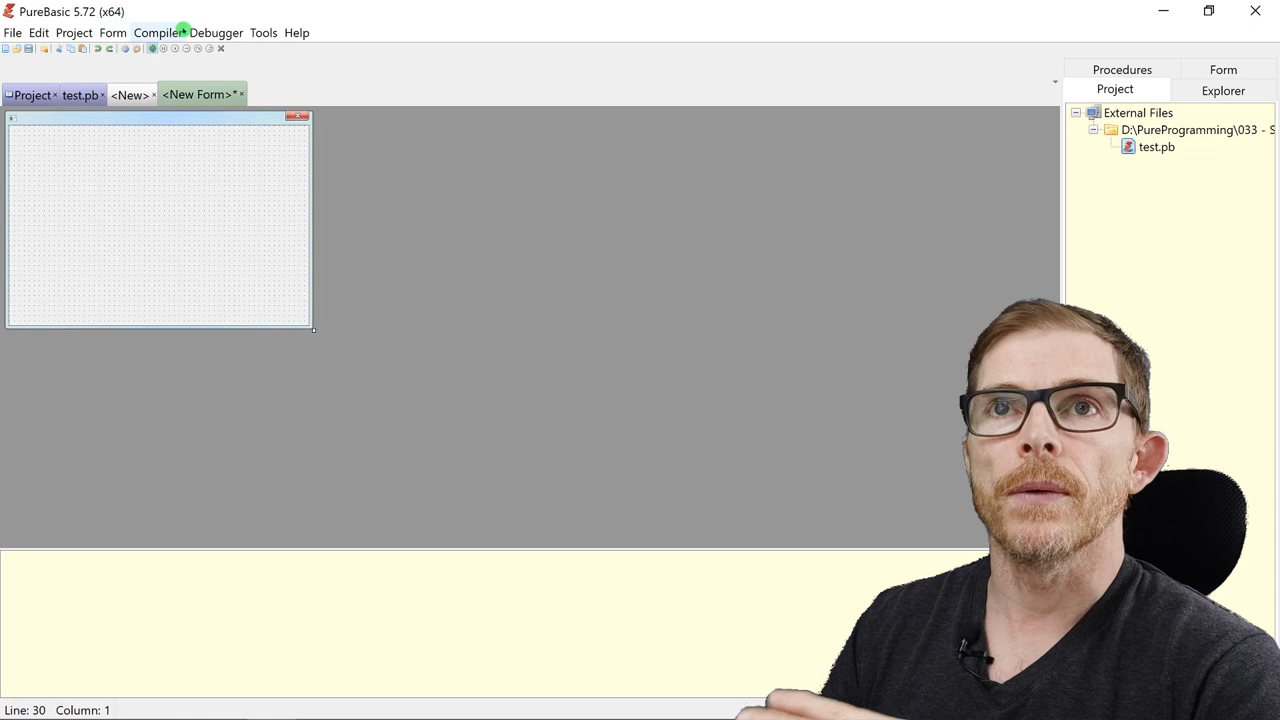 PureBasic 5.72 (x64)
File Edit Project Form Compiler Debugger Tools Help
Procedures Form
Project Explorer
Project test.pb <New> <New Form>*
External Files
D:\PureProgramming\033 - S
test.pb
Line: 30 Column: 1